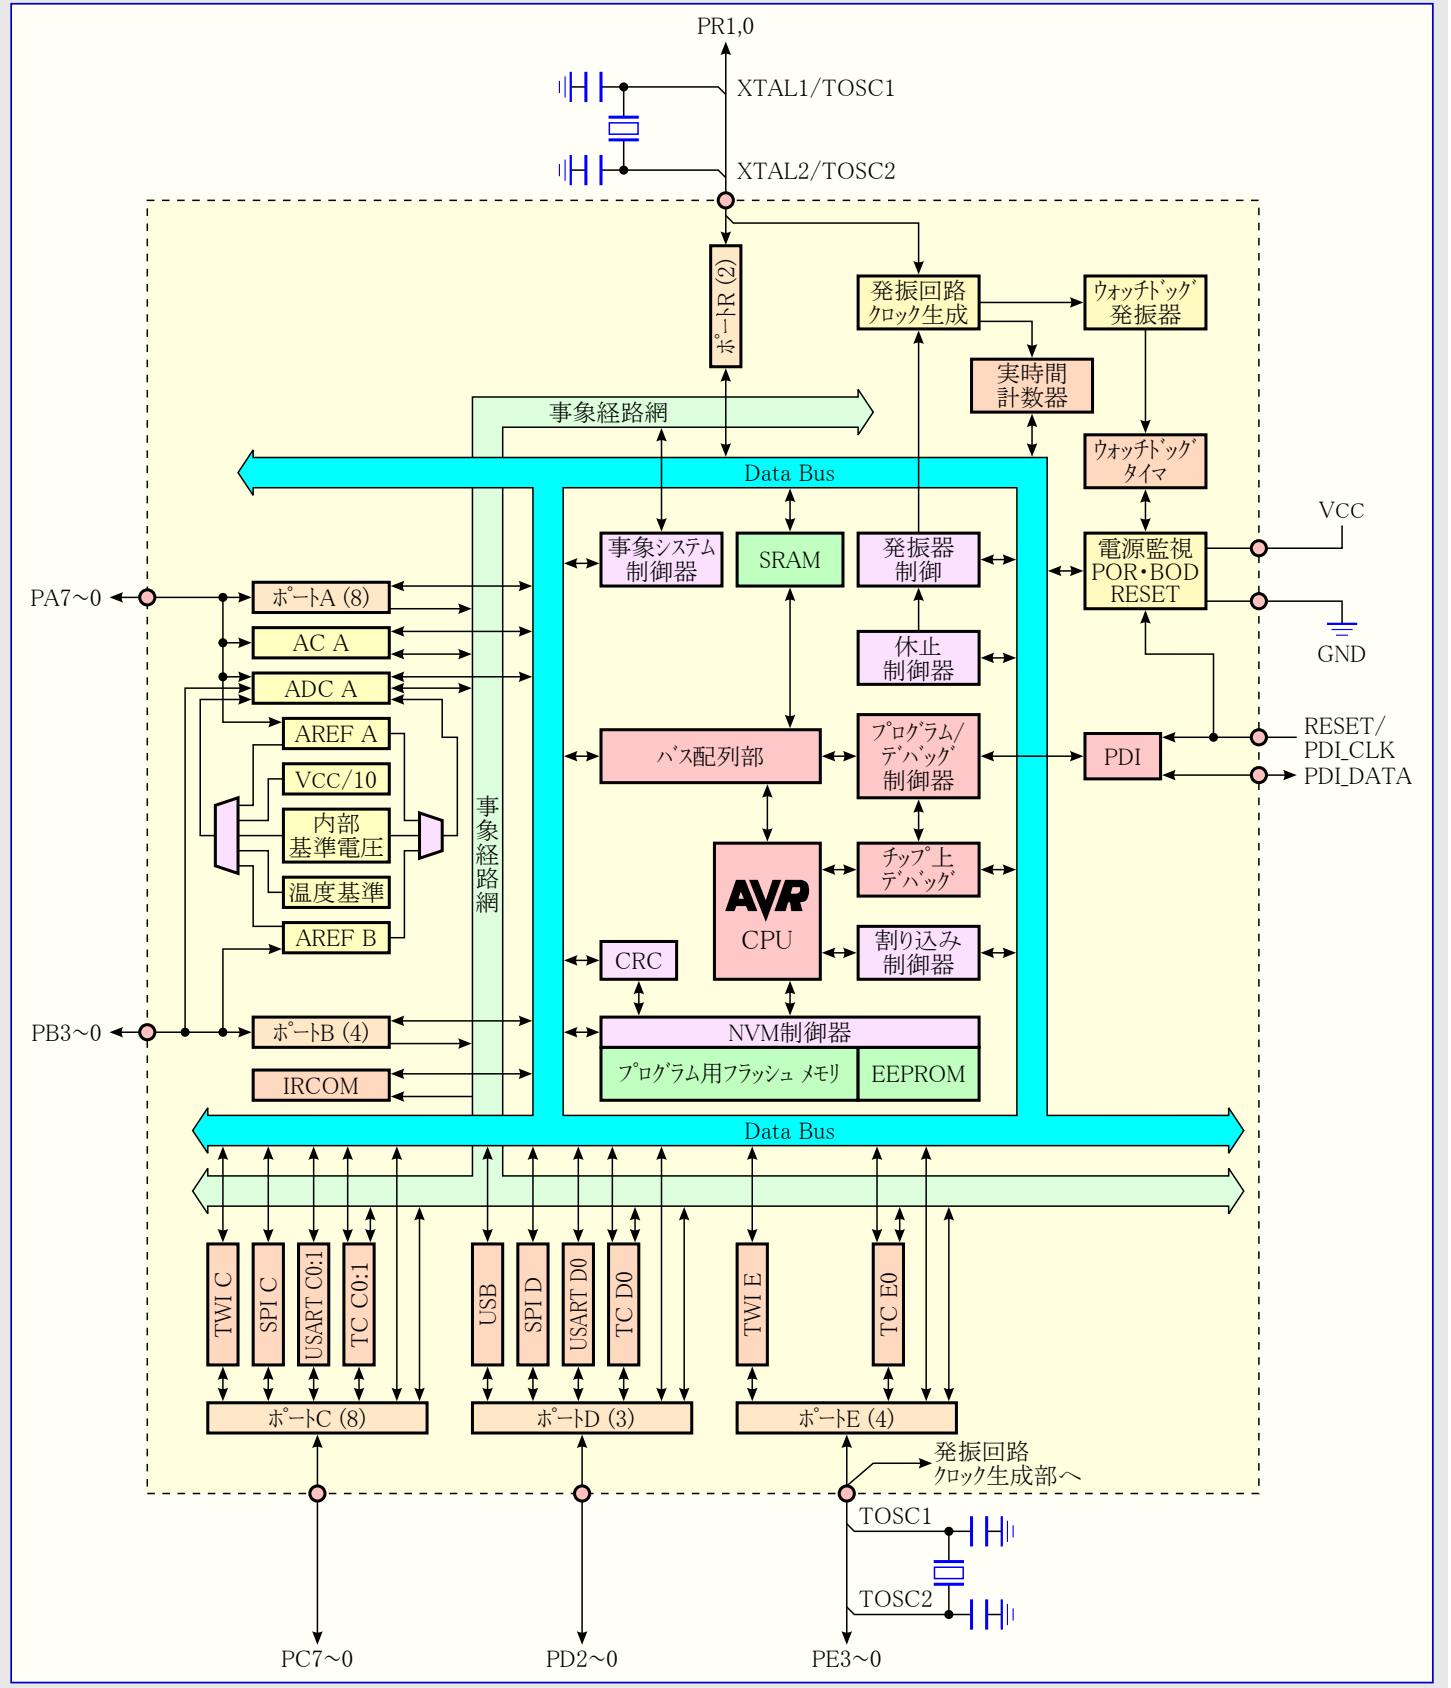 PR1,0
XTAL1/TOSC1
XTAL2/TOSC2
ポートR (2)
発振回路
クロック生成
ウォッチドッグ
発振器
実時間
計数器
事象経路網
ウォッチドッグ
タイマ
Data Bus
VCC
事象システム
制御器
SRAM
発振器
制御
電源監視
POR・BOD
RESET
PA7～0
ポートA (8)
AC A
休止
制御器
GND
ADC A
AREF A
バス配列部
プログラム/
デバッグ
制御器
PDI
RESET/
PDI_CLK
PDI_DATA
VCC/10
内部
基準電圧
事象経路網
温度基準
AREF B
AVR
CPU
チップ上
デバッグ
割り込み
制御器
CRC
PB3～0
ポートB (4)
NVM制御器
IRCOM
プログラム用フラッシュ メモリ
EEPROM
Data Bus
TWI C
SPI C
USART C0:1
TC C0:1
USB
SPI D
USART D0
TC D0
TWI E
TC E0
ポートC (8)
ポートD (3)
ポートE (4)
発振回路
クロック生成部へ
TOSC1
TOSC2
PC7～0
PD2～0
PE3～0